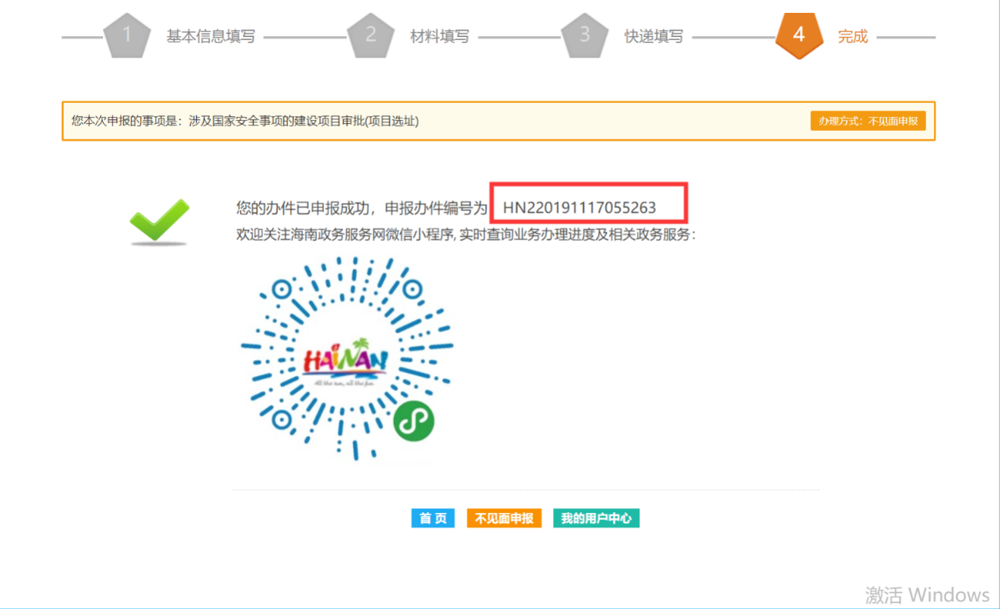 1 基本信息填写 2 材料填写 3 快递填写 4 完成
您本次申报的事项是：涉及国家安全事项的建设项目审批(项目选址) 办理方式：不见面申报
您的办件已申报成功，申报办件编号为 HN220191117055263
欢迎关注海南政务服务网微信小程序, 实时查询业务办理进度及相关政务服务：
HAINAN
All the sun, all the fun
首 页 不见面申报 我的用户中心
激活 Windows